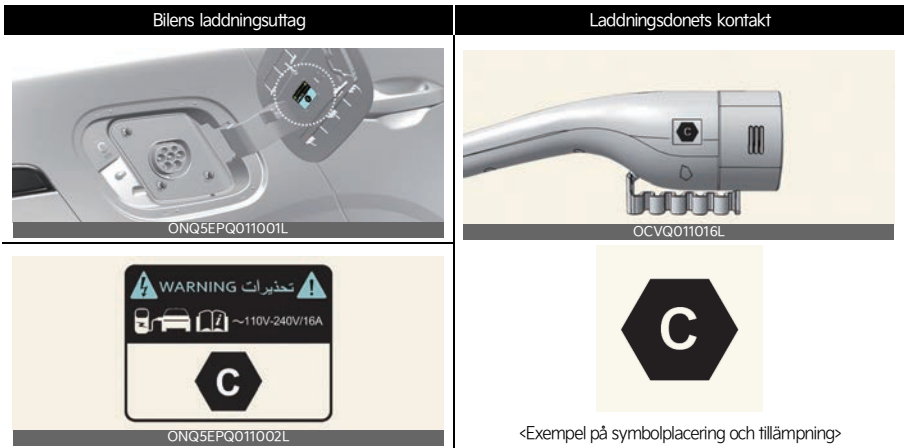 Bilens laddningsuttag
Laddningsdonets kontakt
ONQ5EPQ011001L
C
OCVQ011016L
WARNING تحذيرات
~110V-240V/16A
C
ONQ5EPQ011002L
C
<Exempel på symbolplacering och tillämpning>